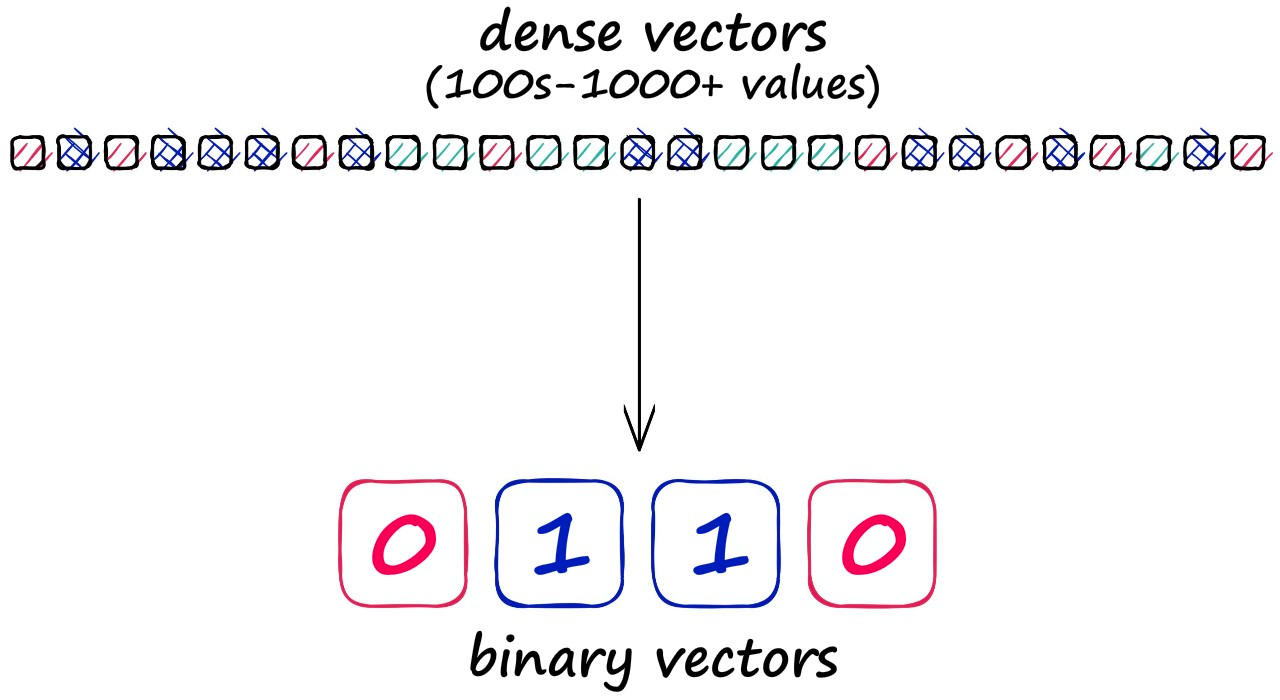 dense vectors
(100s-1000+ values)
0 1 1 0
binary vectors